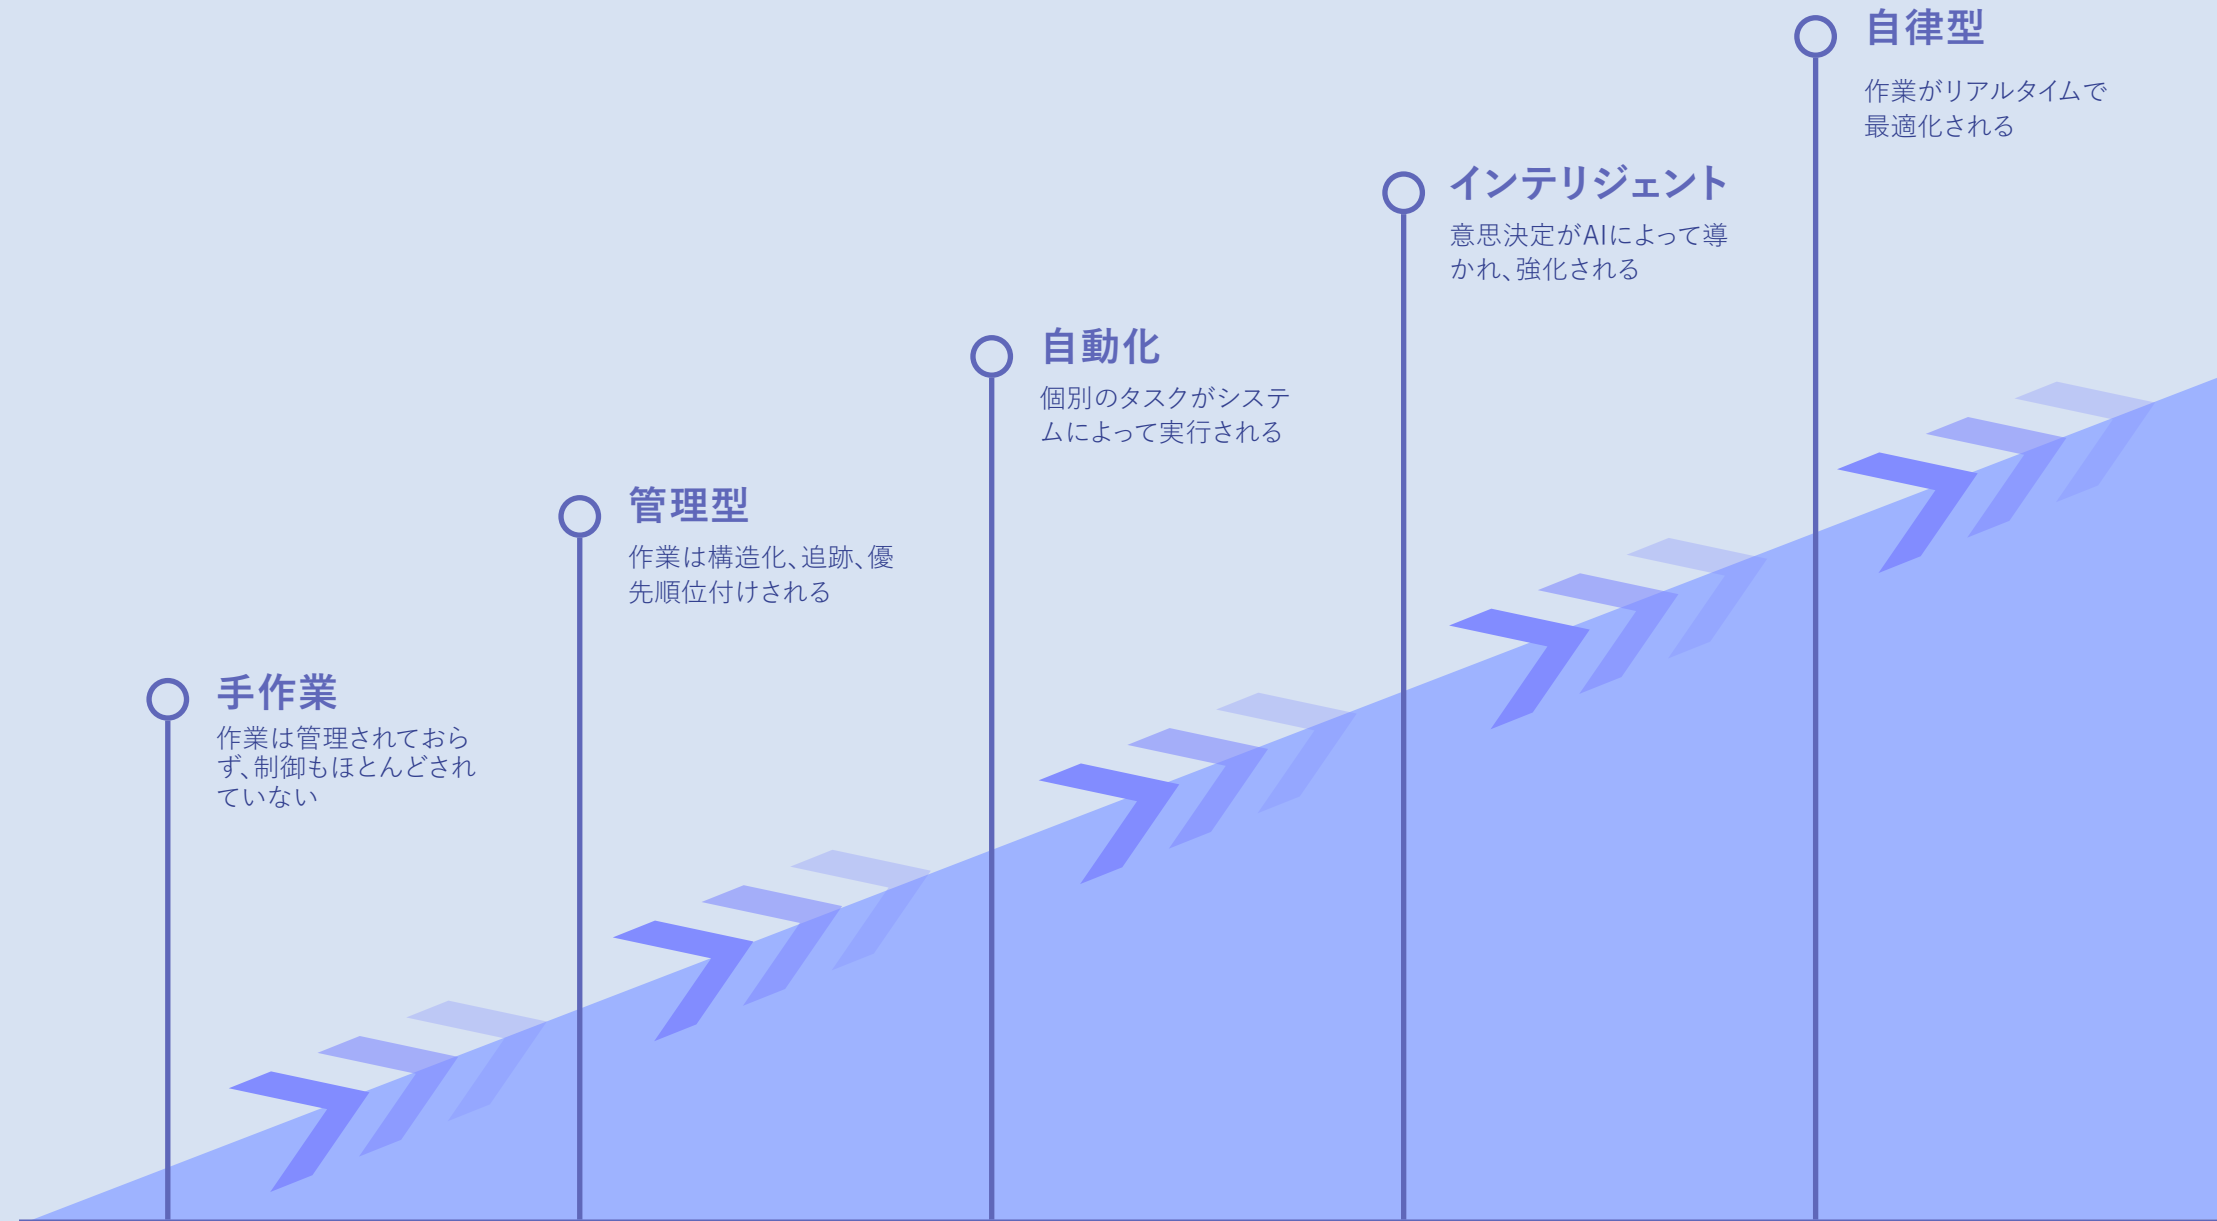 手作業
作業は管理されておら
ず、制御もほとんどされ
ていない
管理型
作業は構造化、追跡、優
先順位付けされる
自動化
個別のタスクがシステ
ムによって実行される
インテリジェント
意思決定がAIによって導
かれ、強化される
自律型
作業がリアルタイムで
最適化される